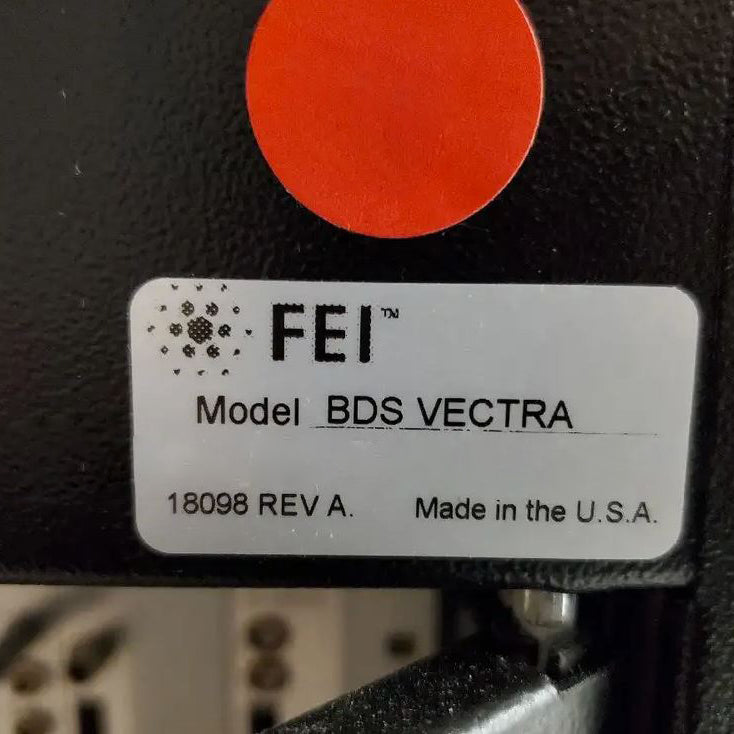 FEI™
Model BDS VECTRA
18098 REV A. Made in the U.S.A.